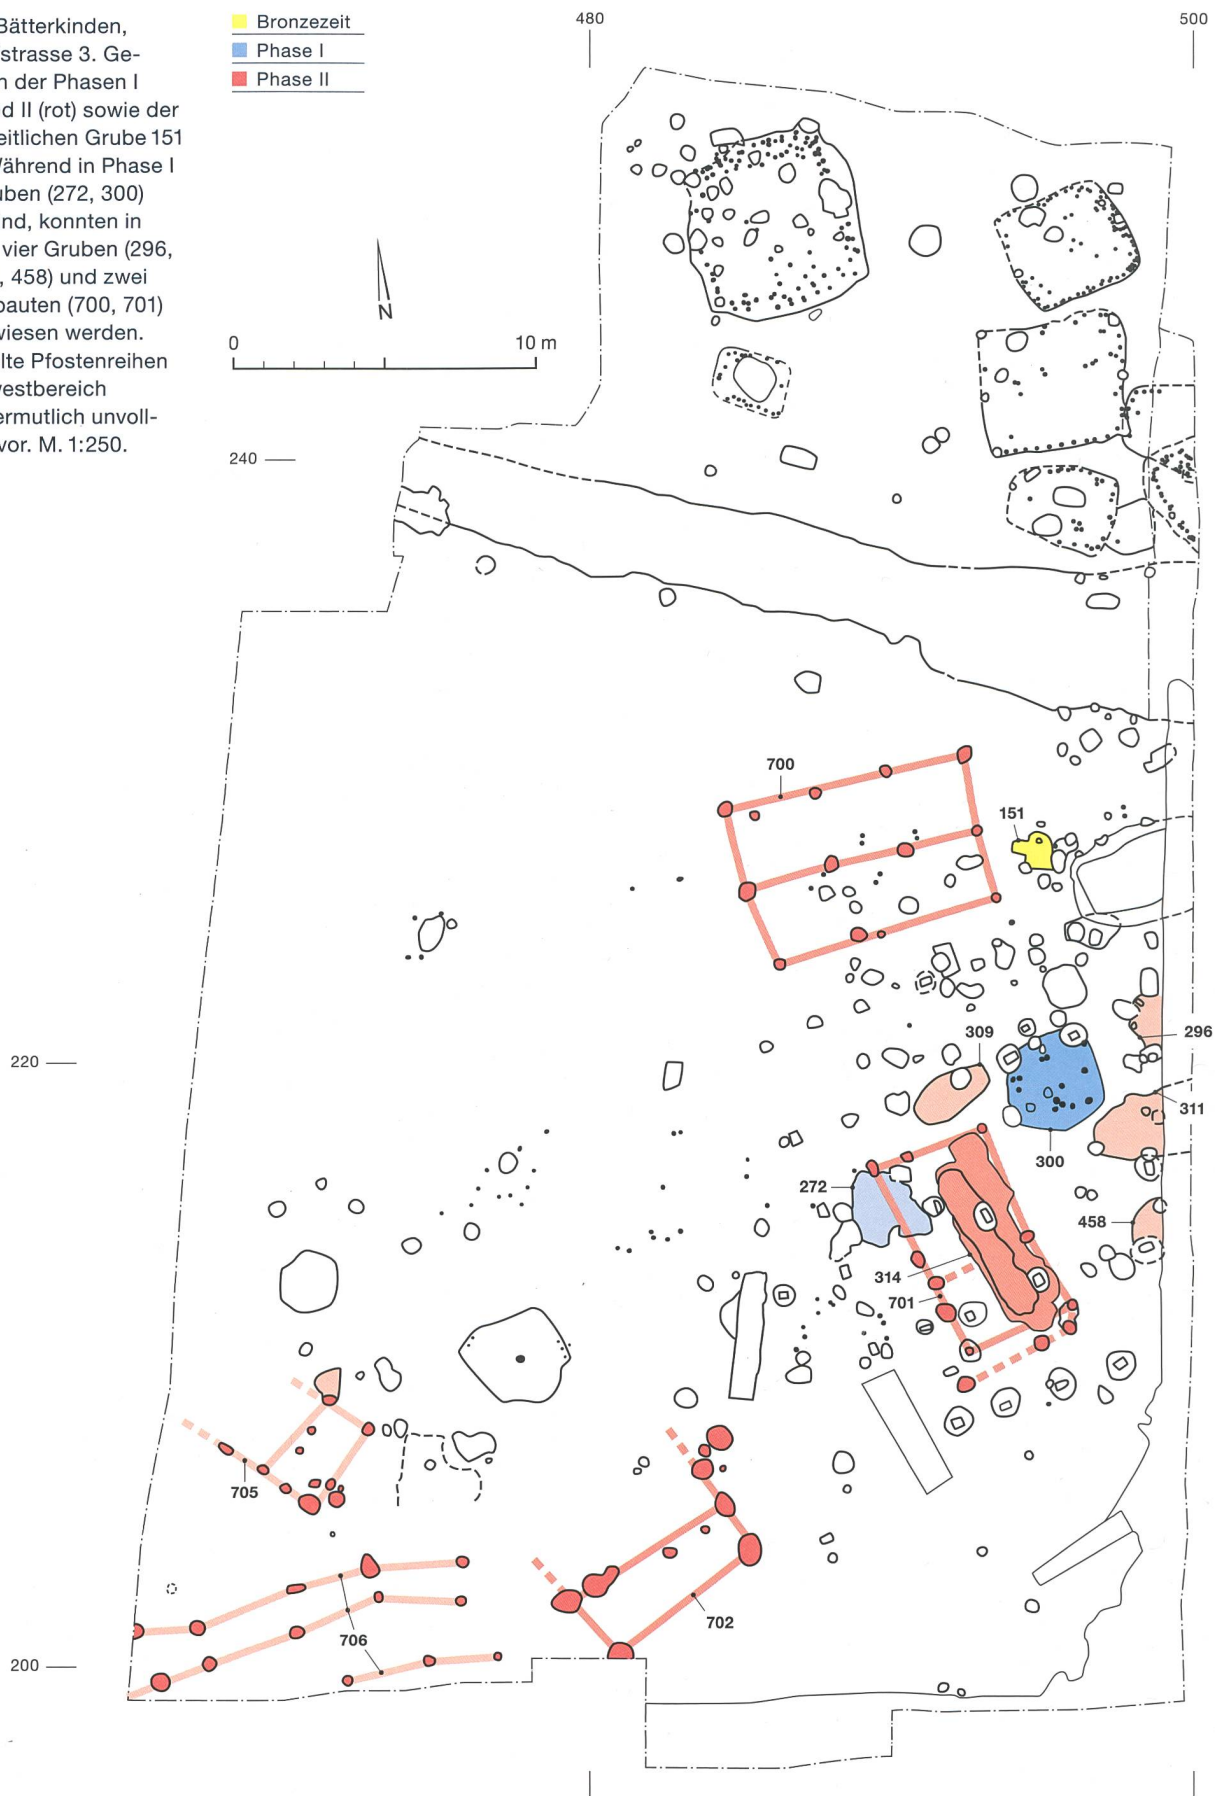 Bätterkinden,
strasse 3. Ge-
n der Phasen I
d II (rot) sowie der
eitlichen Grube 151
Während in Phase I
uben (272, 300)
nd, konnten in
vier Gruben (296,
, 458) und zwei
bauten (700, 701)
wiesen werden.
lte Pfostenreihen
westbereich
ermutlich unvoll-
vor. M. 1:250.
Bronzezeit
Phase I
Phase II
480
500
N
0 10 m
240
700
151
220
309
296
311
300
272
458
314
701
705
702
706
200